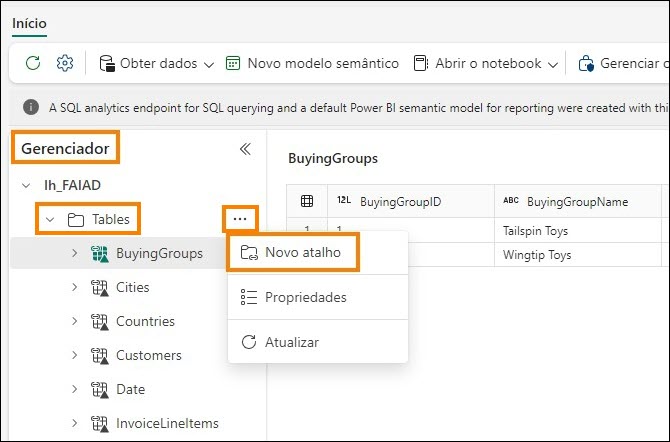 Início
Obter dados
Novo modelo semântico
Abrir o notebook
Gerenciar
A SQL analytics endpoint for SQL querying and a default Power BI semantic model for reporting were created with thi
Gerenciador
BuyingGroups
lh_FAIAD
12L BuyingGroupID
ABC BuyingGroupName
Tables
...
1 1 Tailspin Toys
BuyingGroups
Novo atalho
Wingtip Toys
Cities
Propriedades
Countries
Customers
Atualizar
Date
InvoiceLineItems